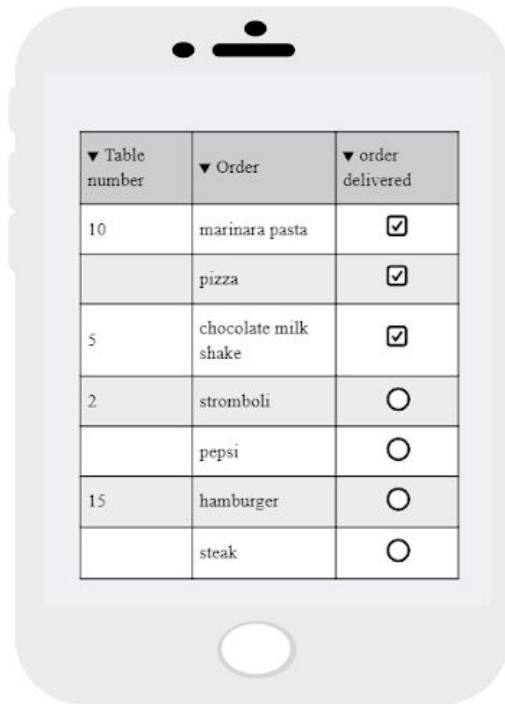 ▼ Table number
▼ Order
▼ order delivered
10
marinara pasta
pizza
5
chocolate milk
shake
2
stromboli
pepsi
15
hamburger
steak